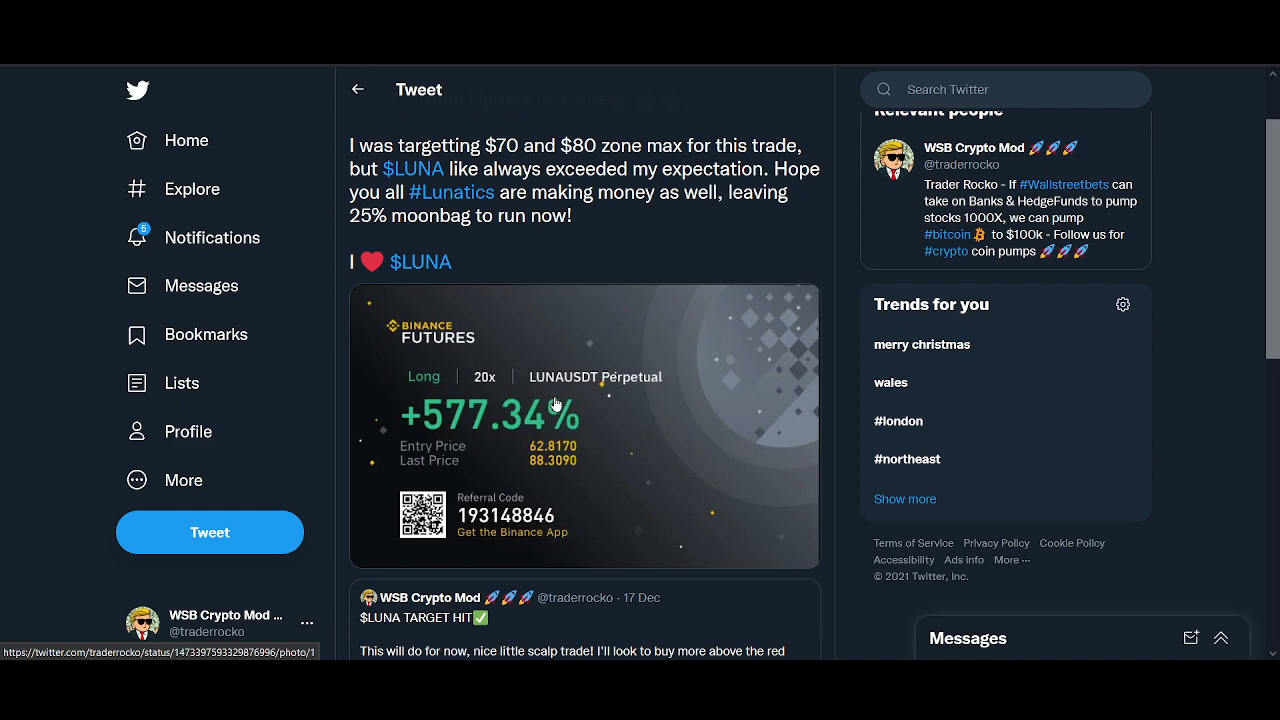 Tweet
Search Twitter
Home
Explore
5
Notifications
Messages
Bookmarks
Lists
Profile
More
Tweet
WSB Crypto Mod ...
@traderrocko
https://twitter.com/traderrocko/status/1473397593329876996/photo/1
I was targetting $70 and $80 zone max for this trade,
but $LUNA like always exceeded my expectation. Hope
you all #Lunatics are making money as well, leaving
25% moonbag to run now!
I ❤️ $LUNA
BINANCE
FUTURES
Long | 20x | LUNAUSDT Perpetual
+577.34%
Entry Price 62.8170
Last Price 88.3090
Referral Code
193148846
Get the Binance App
WSB Crypto Mod 🚀🚀🚀 @traderrocko · 17 Dec
$LUNA TARGET HIT✅
This will do for now, nice little scalp trade! I'll look to buy more above the red
Relevant people
WSB Crypto Mod 🚀🚀🚀
@traderrocko
Trader Rocko - If #Wallstreetbets can
take on Banks & HedgeFunds to pump
stocks 1000X, we can pump
#bitcoin₿ to $100k - Follow us for
#crypto coin pumps 🚀🚀🚀
Trends for you
merry christmas
wales
#london
#northeast
Show more
Terms of Service Privacy Policy Cookie Policy
Accessibility Ads info More ···
© 2021 Twitter, Inc.
Messages